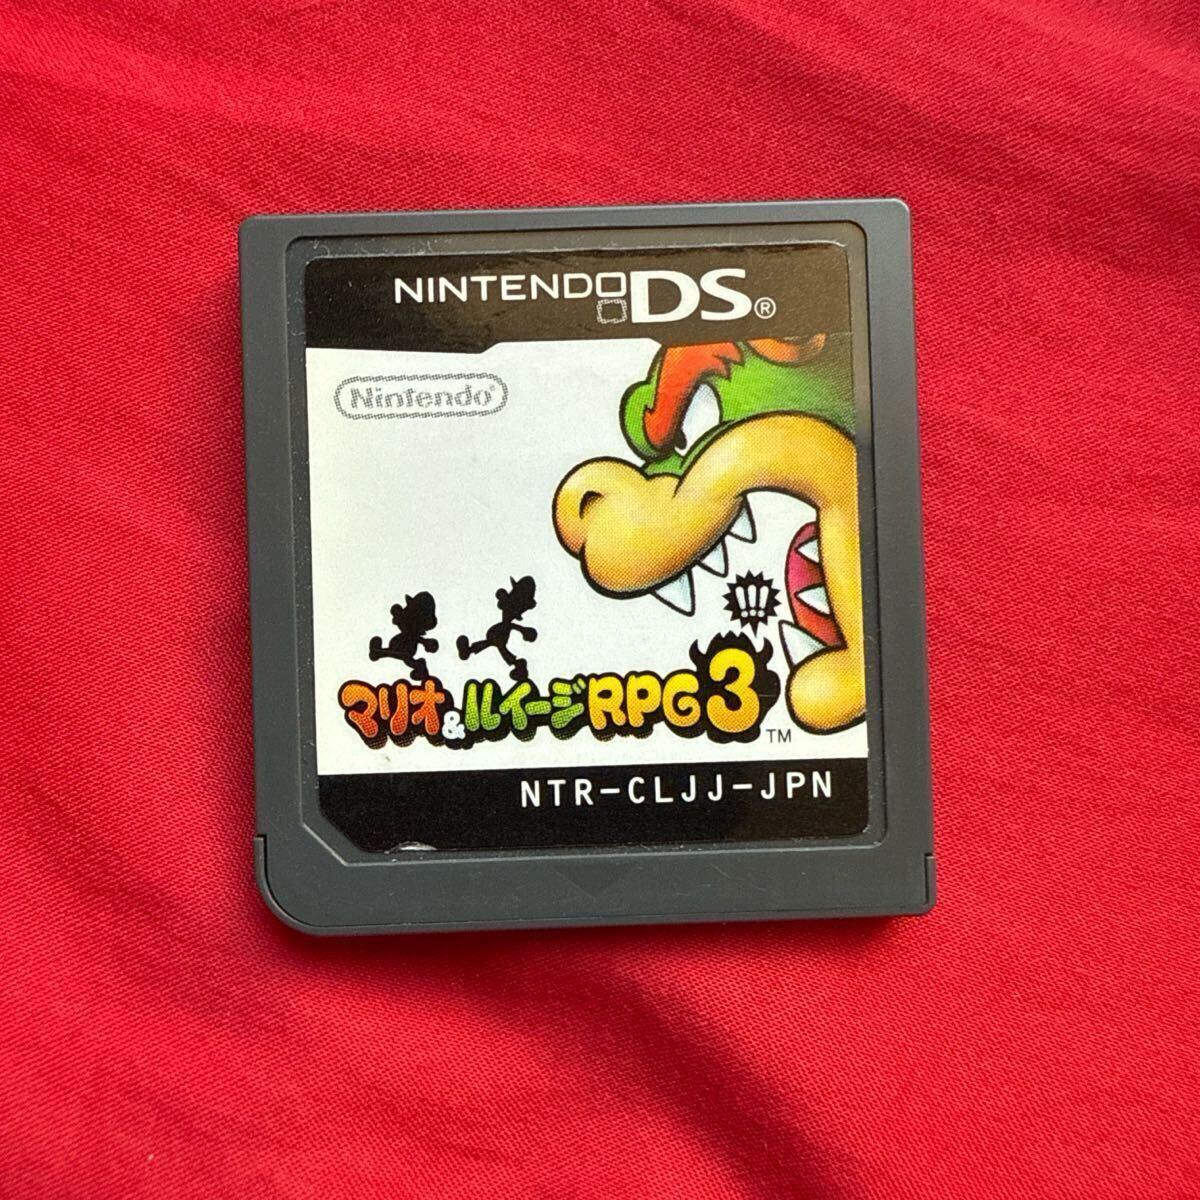 NINTENDO DS®
Nintendo®
!!!
マリオ&ルイージRPG3
TM
NTR-CLJJ-JPN